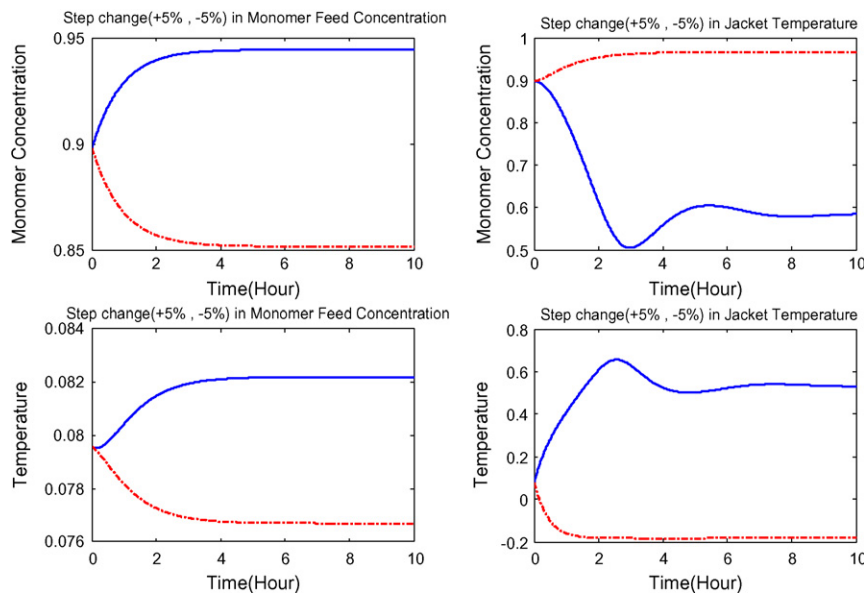 Step change(+5% , -5%) in Monomer Feed Concentration
0.95
0.9
0.85
Monomer Concentration
0 2 4 6 8 10
Time(Hour)
Step change(+5% , -5%) in Jacket Temperature
1
0.9
0.8
0.7
0.6
0.5
Monomer Concentration
0 2 4 6 8 10
Time(Hour)
Step change(+5% , -5%) in Monomer Feed Concentration
0.084
0.082
0.08
0.078
0.076
Temperature
0 2 4 6 8 10
Time(Hour)
Step change(+5% , -5%) in Jacket Temperature
0.8
0.6
0.4
0.2
0
-0.2
Temperature
0 2 4 6 8 10
Time(Hour)